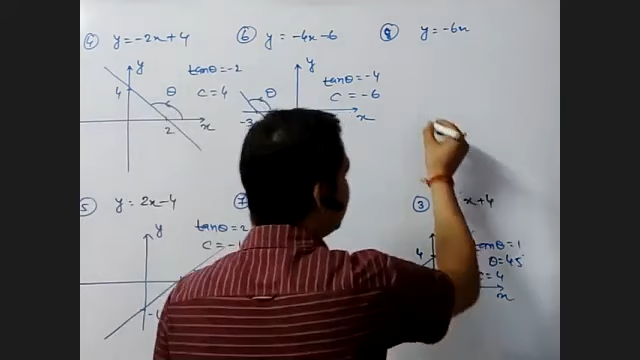 ④ y = -2x + 4
y
tanθ = -2
θ
c = 4
4
2
x
⑥ y = -4x - 6
y
tanθ = -4
θ
c = -6
-3
x
⑧ y = -6x
⑤ y = 2x - 4
y
tanθ = 2
⑦
③ x + 4
tanθ = 1
θ = 45
c = 4
4
x